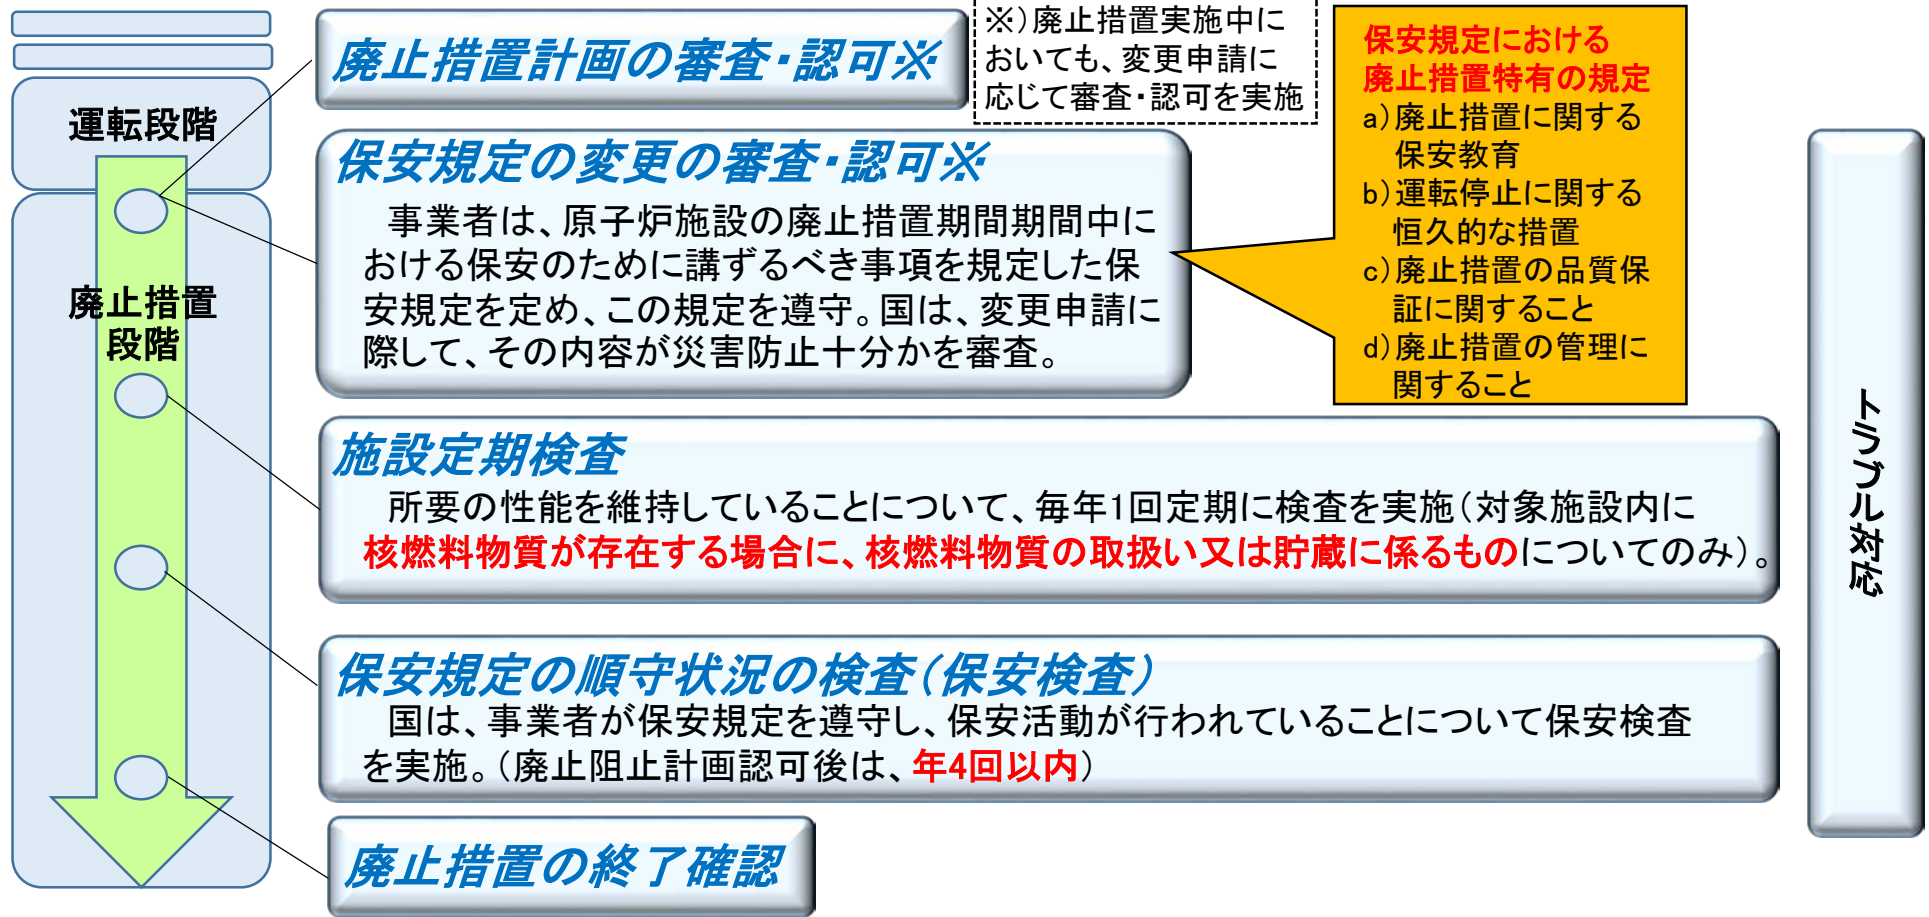 運転段階
廃止措置
段階
廃止措置計画の審査・認可※
※）廃止措置実施中に
おいても、変更申請に
応じて審査・認可を実施
保安規定の変更の審査・認可※
事業者は、原子炉施設の廃止措置期間期間中に
おける保安のために講ずるべき事項を規定した保
安規定を定め、この規定を遵守。国は、変更申請に
際して、その内容が災害防止十分かを審査。
保安規定における
廃止措置特有の規定
a）廃止措置に関する
保安教育
b）運転停止に関する
恒久的な措置
c）廃止措置の品質保
証に関すること
d）廃止措置の管理に
関すること
施設定期検査
所要の性能を維持していることについて、毎年1回定期に検査を実施（対象施設内に
核燃料物質が存在する場合に、核燃料物質の取扱い又は貯蔵に係るものについてのみ）。
保安規定の順守状況の検査（保安検査）
国は、事業者が保安規定を遵守し、保安活動が行われていることについて保安検査
を実施。（廃止阻止計画認可後は、年4回以内）
廃止措置の終了確認
トラブル対応